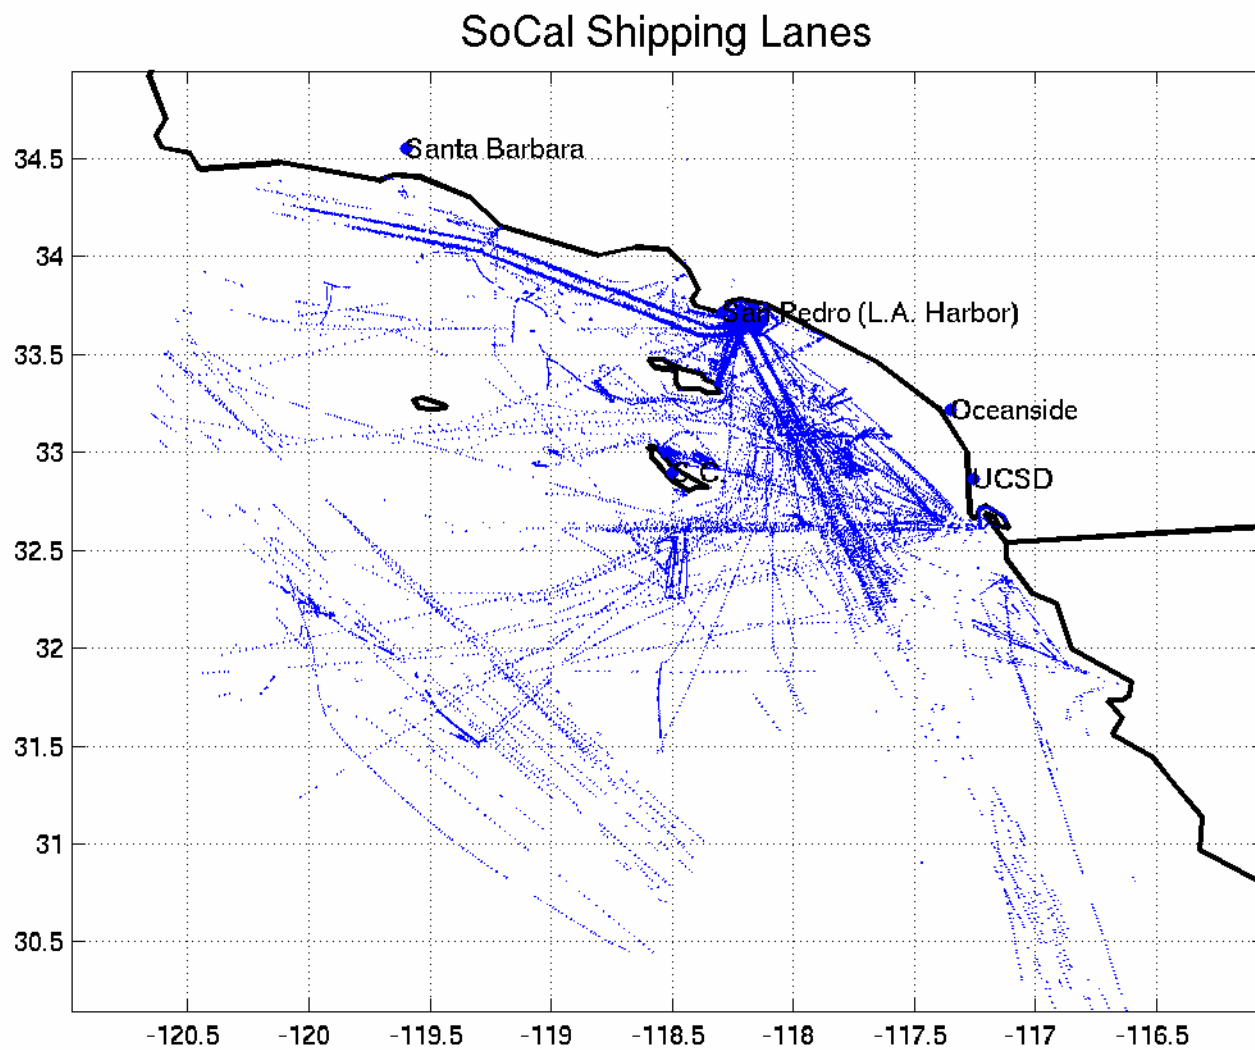 SoCal Shipping Lanes
Santa Barbara
34.5
34
San Pedro (L.A. Harbor)
33.5
Oceanside
33
UCSD
32.5
32
31.5
31
30.5
-120.5 -120 -119.5 -119 -118.5 -118 -117.5 -117 -116.5